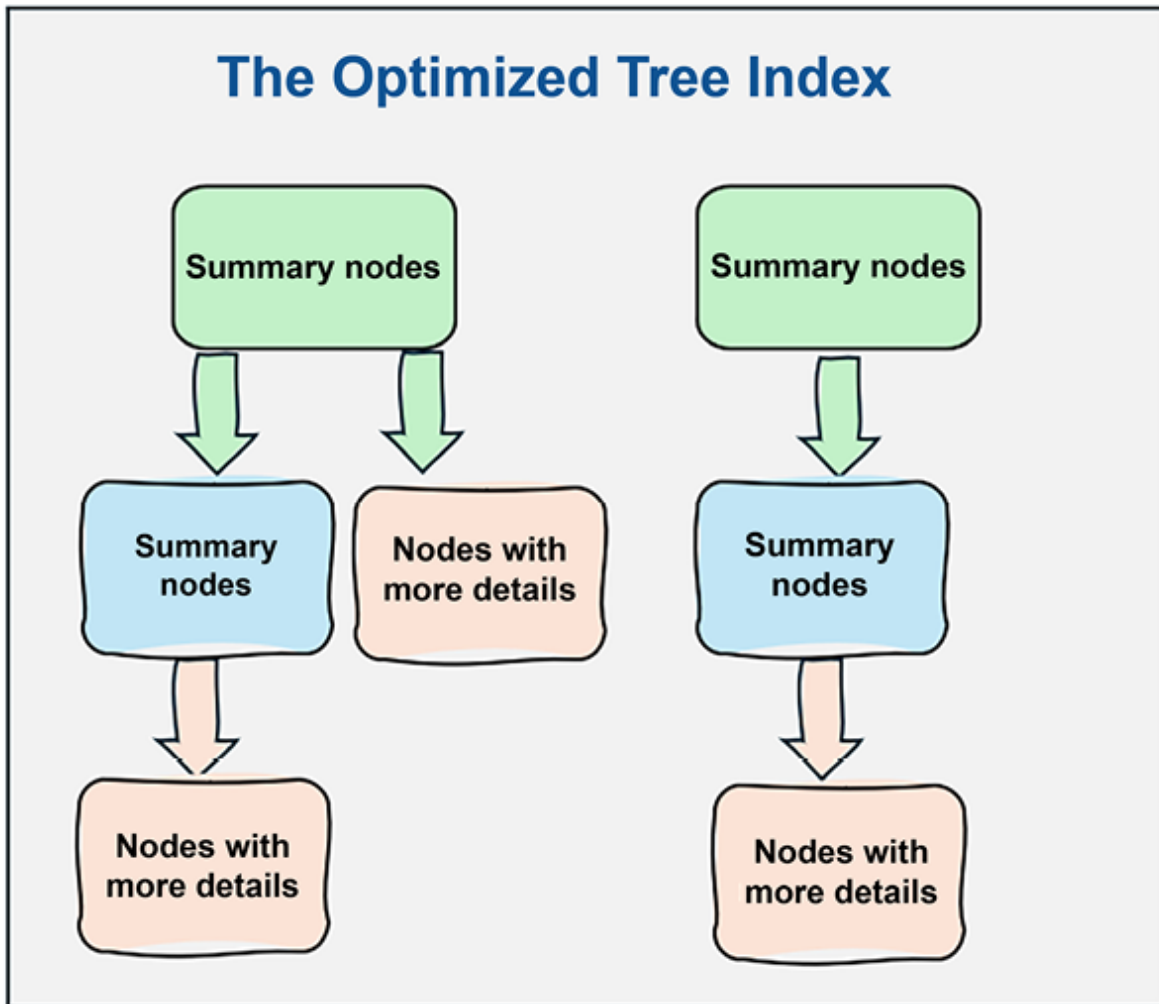 The Optimized Tree Index
Summary nodes
Summary nodes
Summary
nodes
Nodes with
more details
Summary
nodes
Nodes with
more details
Nodes with
more details